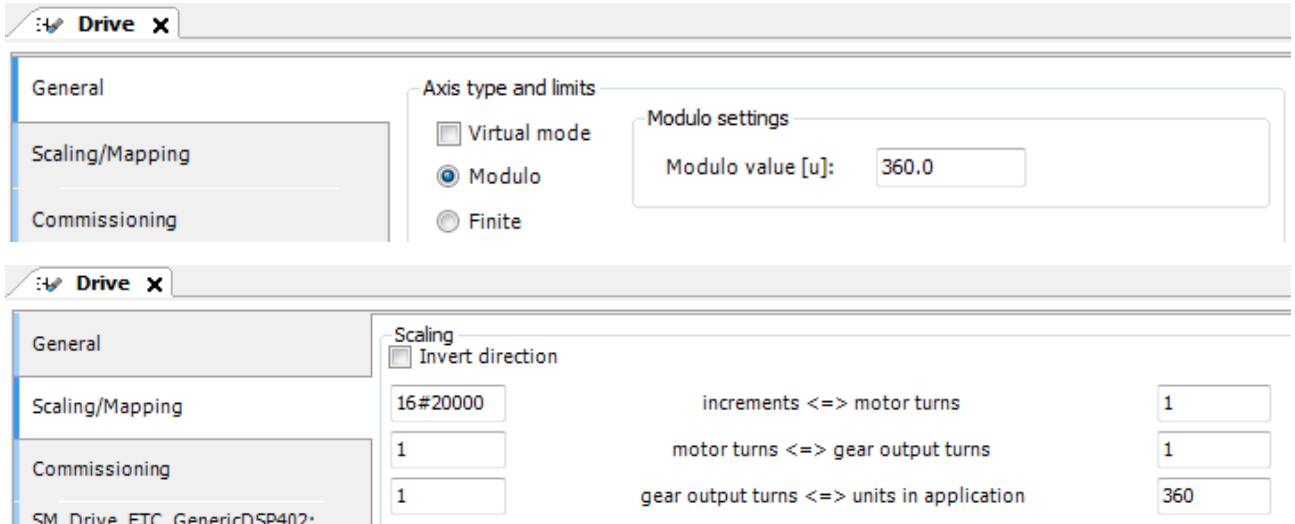 Drive x
General
Axis type and limits
Virtual mode
Modulo settings
Scaling/Mapping
Modulo value [u]: 360.0
Modulo
Commissioning
Finite
Drive x
General
Scaling
Invert direction
Scaling/Mapping
16#20000 increments <=> motor turns 1
1 motor turns <=> gear output turns 1
Commissioning
1 gear output turns <=> units in application 360
SM_Drive_ETC_GenericDSP402: